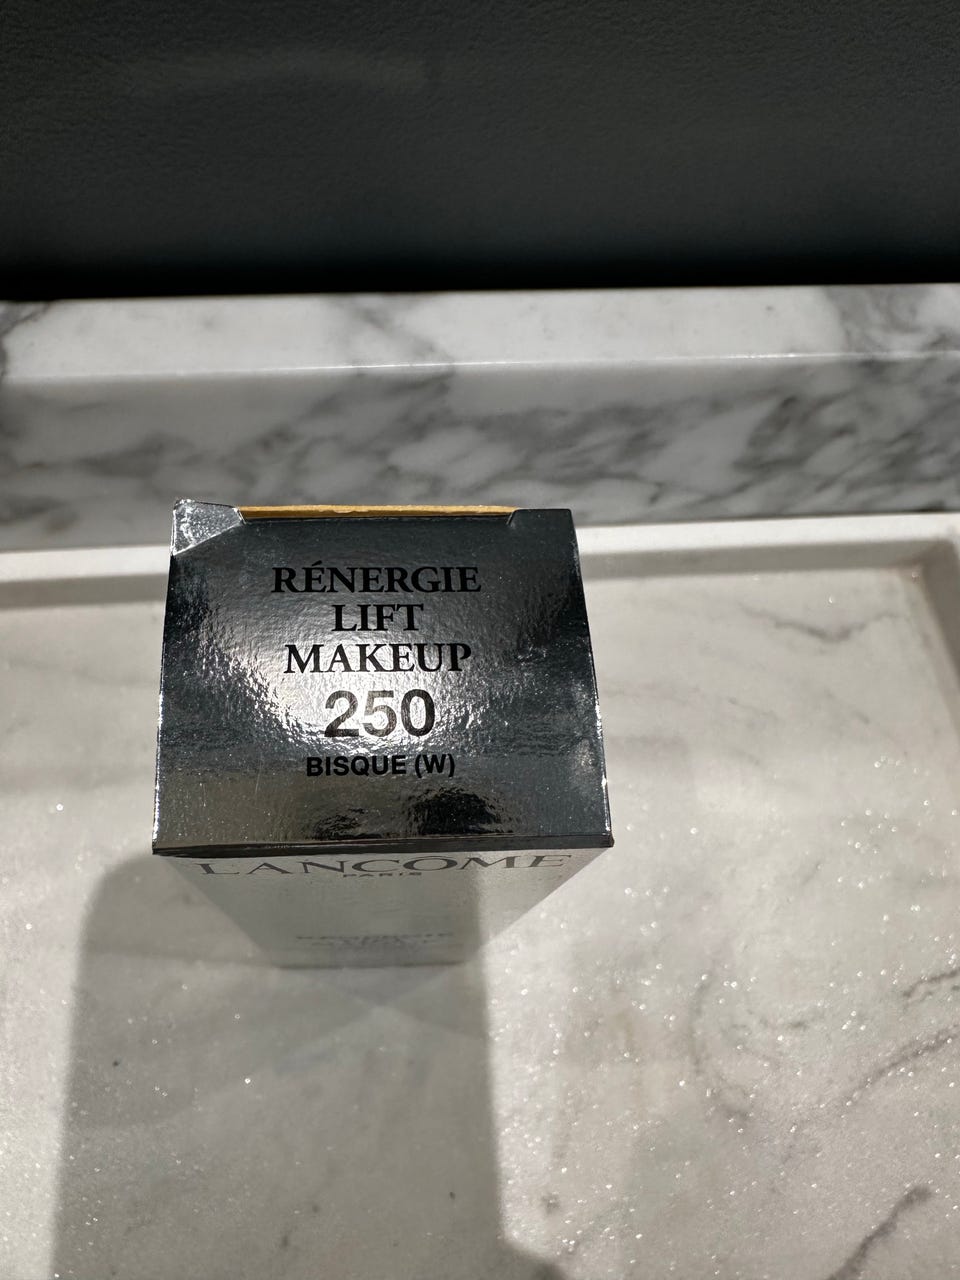 RÉNERGIE
LIFT
MAKEUP
250
BISQUE (W)
LANCOME
PARIS